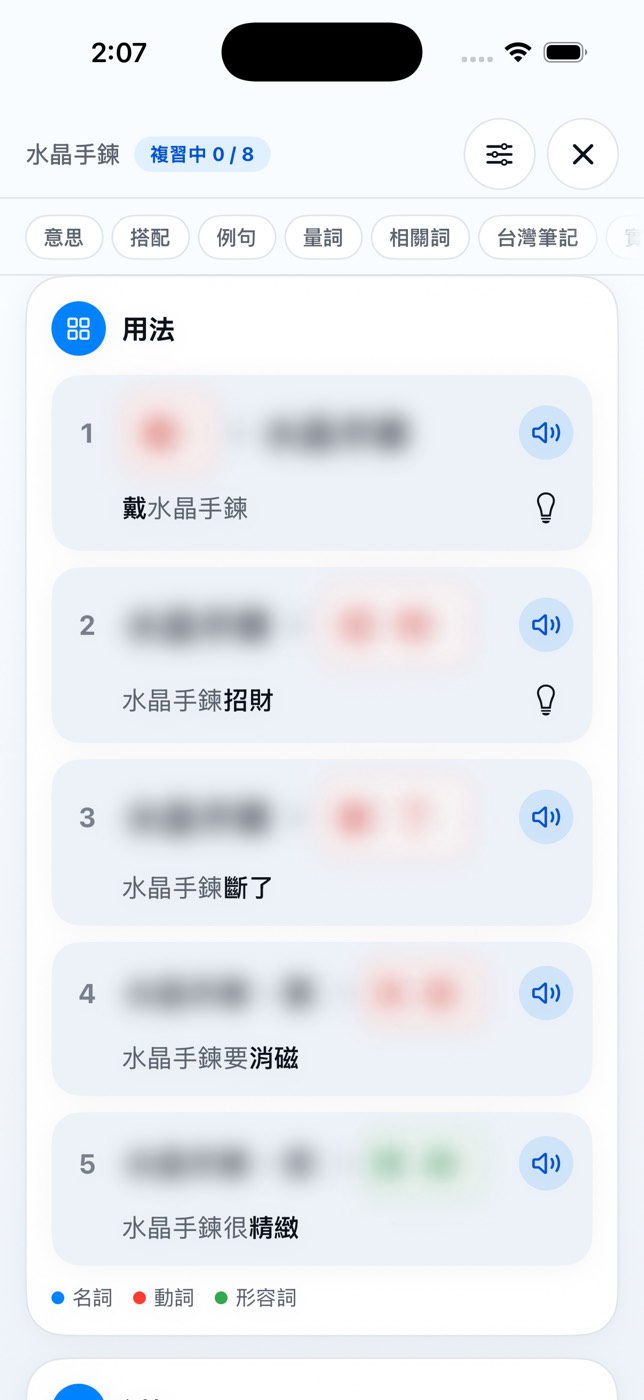 2:07
水晶手鍊 複習中 0 / 8
意思 搭配 例句 量詞 相關詞 台灣筆記
用法
1
戴水晶手鍊
2
水晶手鍊招財
3
水晶手鍊斷了
4
水晶手鍊要消磁
5
水晶手鍊很精緻
名詞 動詞 形容詞